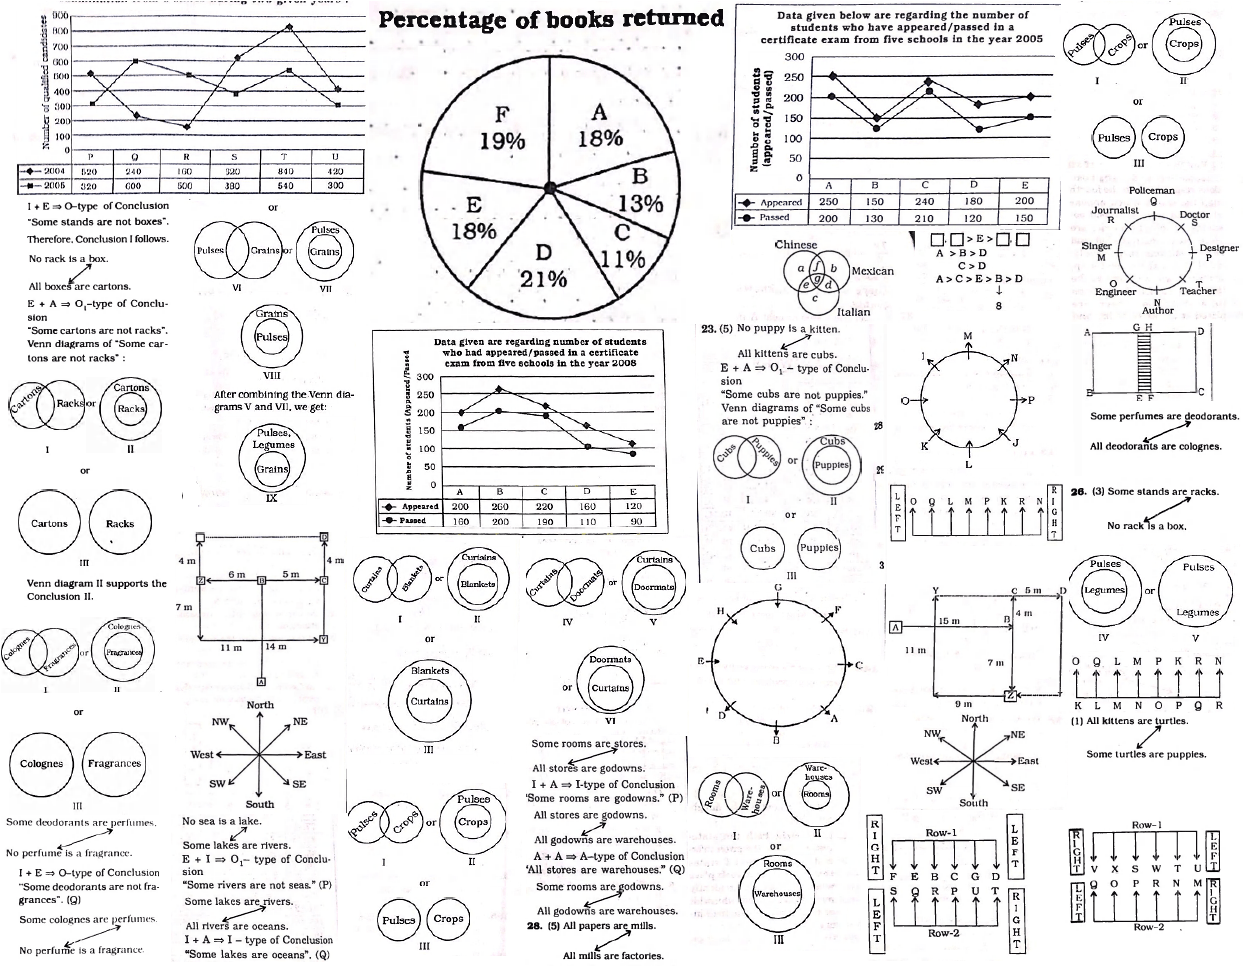 900
800
700
600
500
400
300
200
100
0
Number of qualified candidates
P Q R S T U
2004 520 240 160 620 840 420
2005 320 600 500 380 540 300
I + E ⇒ O-type of Conclusion
"Some stands are not boxes".
Therefore, Conclusion I follows.
No rack is a box.
All boxes are cartons.
E + A ⇒ O₁-type of Conclu-
sion
"Some cartons are not racks".
Venn diagrams of "Some car-
tons are not racks" :
Cartons Racks or Cartons Racks
I II
or
Cartons Racks
III
Venn diagram II supports the
Conclusion II.
Colognes Fragrances or Colognes Fragrances
I II
or
Colognes Fragrances
III
Some deodorants are perfumes.
No perfume is a fragrance.
I + E ⇒ O-type of Conclusion
"Some deodorants are not fra-
grances". (Q)
Some colognes are perfumes.
No perfume is a fragrance.
or
Pulses Grains or Pulses Grains
VI VII
Grains
Pulses
VIII
After combining the Venn dia-
grams V and VII, we get:
Pulses,
Legumes
Grains
IX
4 m 4 m
6 m 5 m
Z B C
7 m
11 m 14 m
Y
A
North
NW NE
West East
SW SE
South
No sea is a lake.
Some lakes are rivers.
E + I ⇒ O₁- type of Conclu-
sion
"Some rivers are not seas." (P)
Some lakes are rivers.
All rivers are oceans.
I + A ⇒ I – type of Conclusion
"Some lakes are oceans". (Q)
Percentage of books returned
A
18%
B
13%
C
11%
D
21%
E
18%
F
19%
Data given are regarding number of students
who had appeared/passed in a certificate
exam from five schools in the year 2008
Number of students (Appeared/Passed
300
250
200
150
100
50
0
A B C D E
Appeared 200 260 220 160 120
Passed 160 200 190 110 90
Curtains Blankets or Curtains Blankets
I II
or
Blankets
Curtains
III
Curtains Doormats or Curtains Doormats
IV V
or Doormats
Curtains
VI
Pulses Crops or Pulses Crops
I II
or
Pulses Crops
III
Some rooms are stores.
All stores are godowns.
I + A ⇒ I-type of Conclusion
"Some rooms are godowns." (P)
All stores are godowns.
All godowns are warehouses.
A + A ⇒ A-type of Conclusion
"All stores are warehouses." (Q)
Some rooms are godowns.
All godowns are warehouses.
28. (5) All papers are mills.
All mills are factories.
Data given below are regarding the number of
students who have appeared/passed in a
certificate exam from five schools in the year 2005
Number of students
(appeared/passed)
300
250
200
150
100
50
0
A B C D E
Appeared 250 150 240 180 200
Passed 200 130 210 120 150
Chinese
Mexican
Italian
a f b
e g d
c
23. (5) No puppy is a kitten.
All kittens are cubs.
E + A ⇒ O₁ - type of Conclu-
sion
"Some cubs are not puppies."
Venn diagrams of "Some cubs
are not puppies" :
Cubs Puppies or Cubs Puppies
I II
or
Cubs Puppies
III
G
H F
E C
D A
B
Rooms Ware-houses or Ware-houses Rooms
I II
or
Rooms
Warehouses
III
> E >
A > B > D
C > D
A > C > E > B > D
↓
8
M
I N
O P
K J
L
28
LEFT O Q L M P K R N RIGHT
3
Y C 5 m D
A 15 m B 4 m
11 m
7 m
Z
9 m
North
NW NE
West East
SW SE
South
RIGHT Row-1 LEFT
F E B C G D
S Q R P U T
LEFT Row-2 RIGHT
Pulses Crops or Pulses Crops
I II
or
Pulses Crops
III
Policeman
Q
Journalist Doctor
R S
Singer Designer
M P
O T
Engineer Teacher
N
Author
A G H D
B E F C
Some perfumes are deodorants.
All deodorants are colognes.
26. (3) Some stands are racks.
No rack is a box.
Pulses Legumes or Pulses Legumes
IV V
O Q L M P K R N
K L M N O P Q R
(1) All kittens are turtles.
Some turtles are puppies.
RIGHT Row-1 LEFT
V X S W T U
Q O P R N M
LEFT Row-2 RIGHT